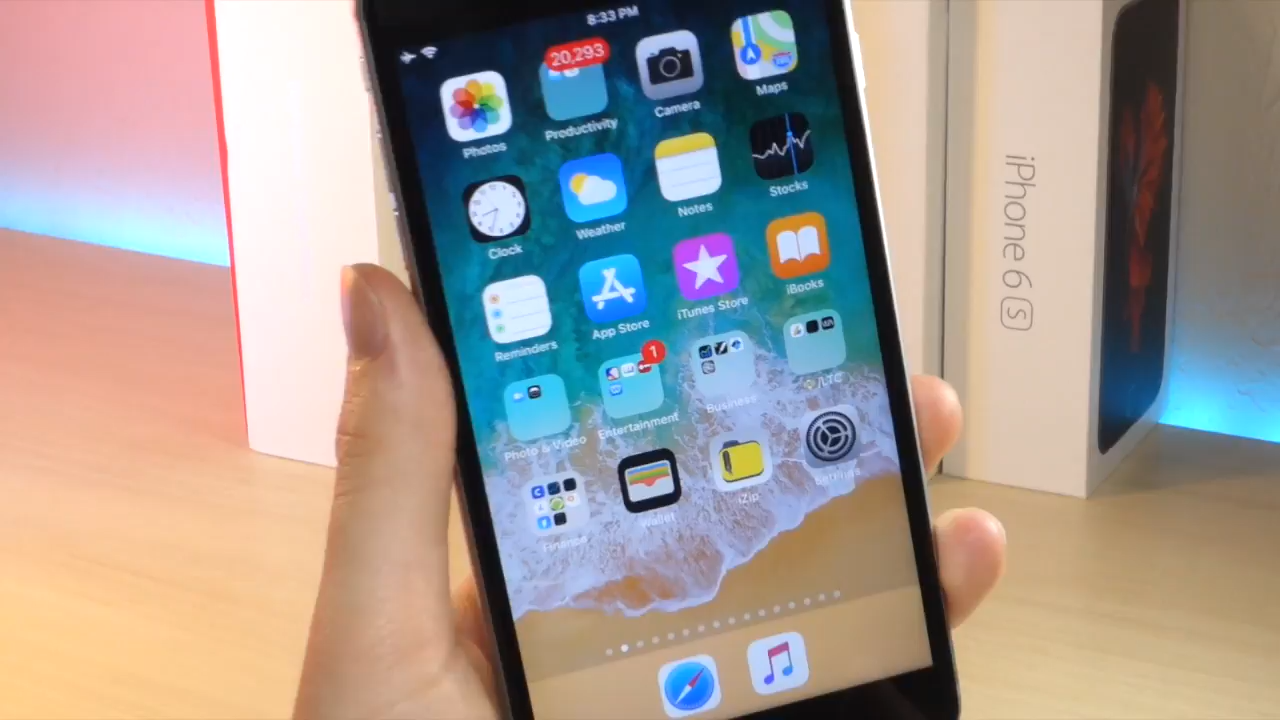 8:33 PM
20,293
Photos
Productivity
Camera
Maps
Clock
Weather
Notes
Stocks
Reminders
App Store
iTunes Store
iBooks
1
Photo & Video
Entertainment
Business
/LTC
Finance
Wallet
iZip
Settings
iPhone 6s